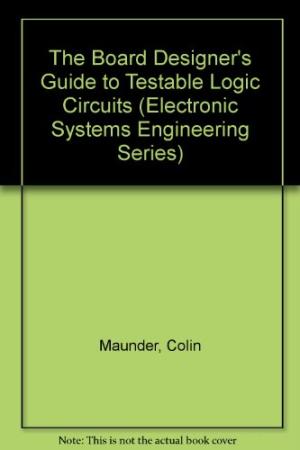 The Board Designer's
Guide to Testable Logic
Circuits (Electronic
Systems Engineering
Series)
Maunder, Colin
Note: This is not the actual book cover